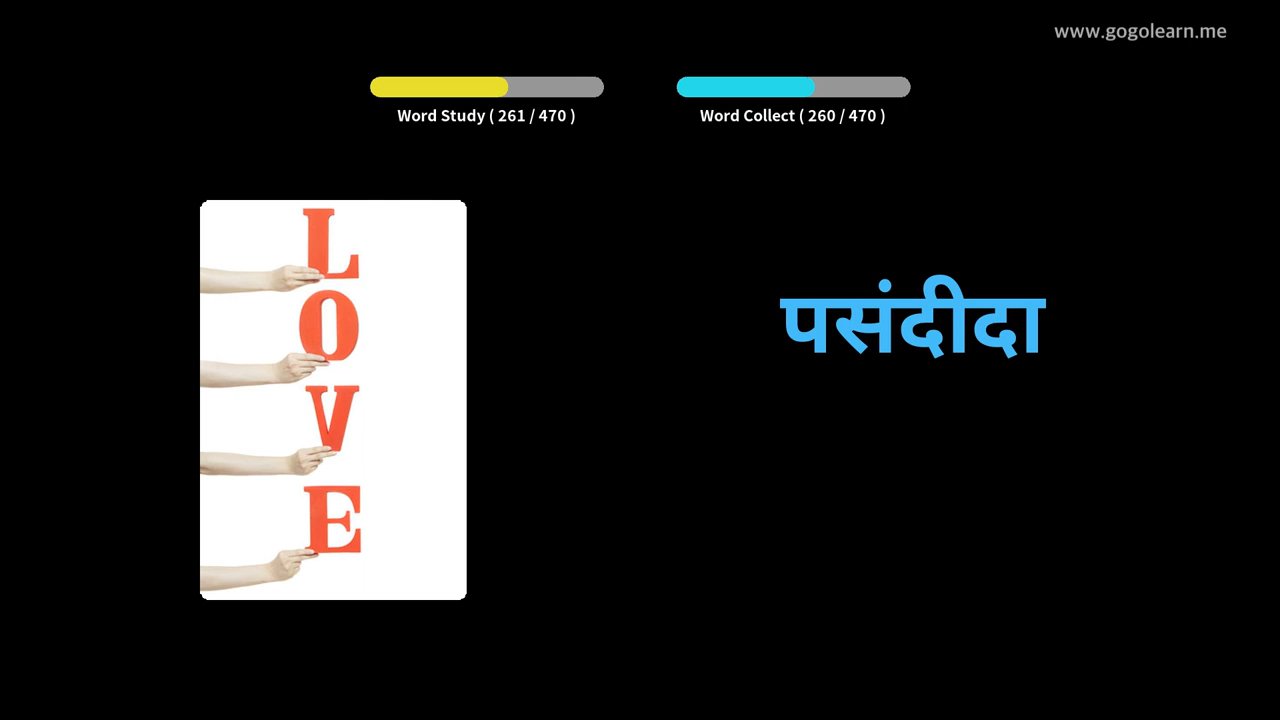 www.gogolearn.me
Word Study ( 261 / 470 )
Word Collect ( 260 / 470 )
L
O
V
E
पसंदीदा